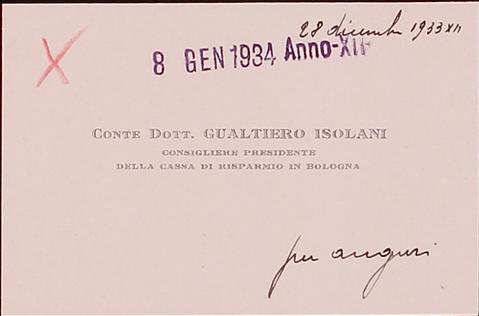 28 dicembre 1933 XII
8 GEN 1934 Anno-XII
CONTE DOTT. GUALTIERO ISOLANI
CONSIGLIERE PRESIDENTE
DELLA CASSA DI RISPARMIO IN BOLOGNA
per auguri